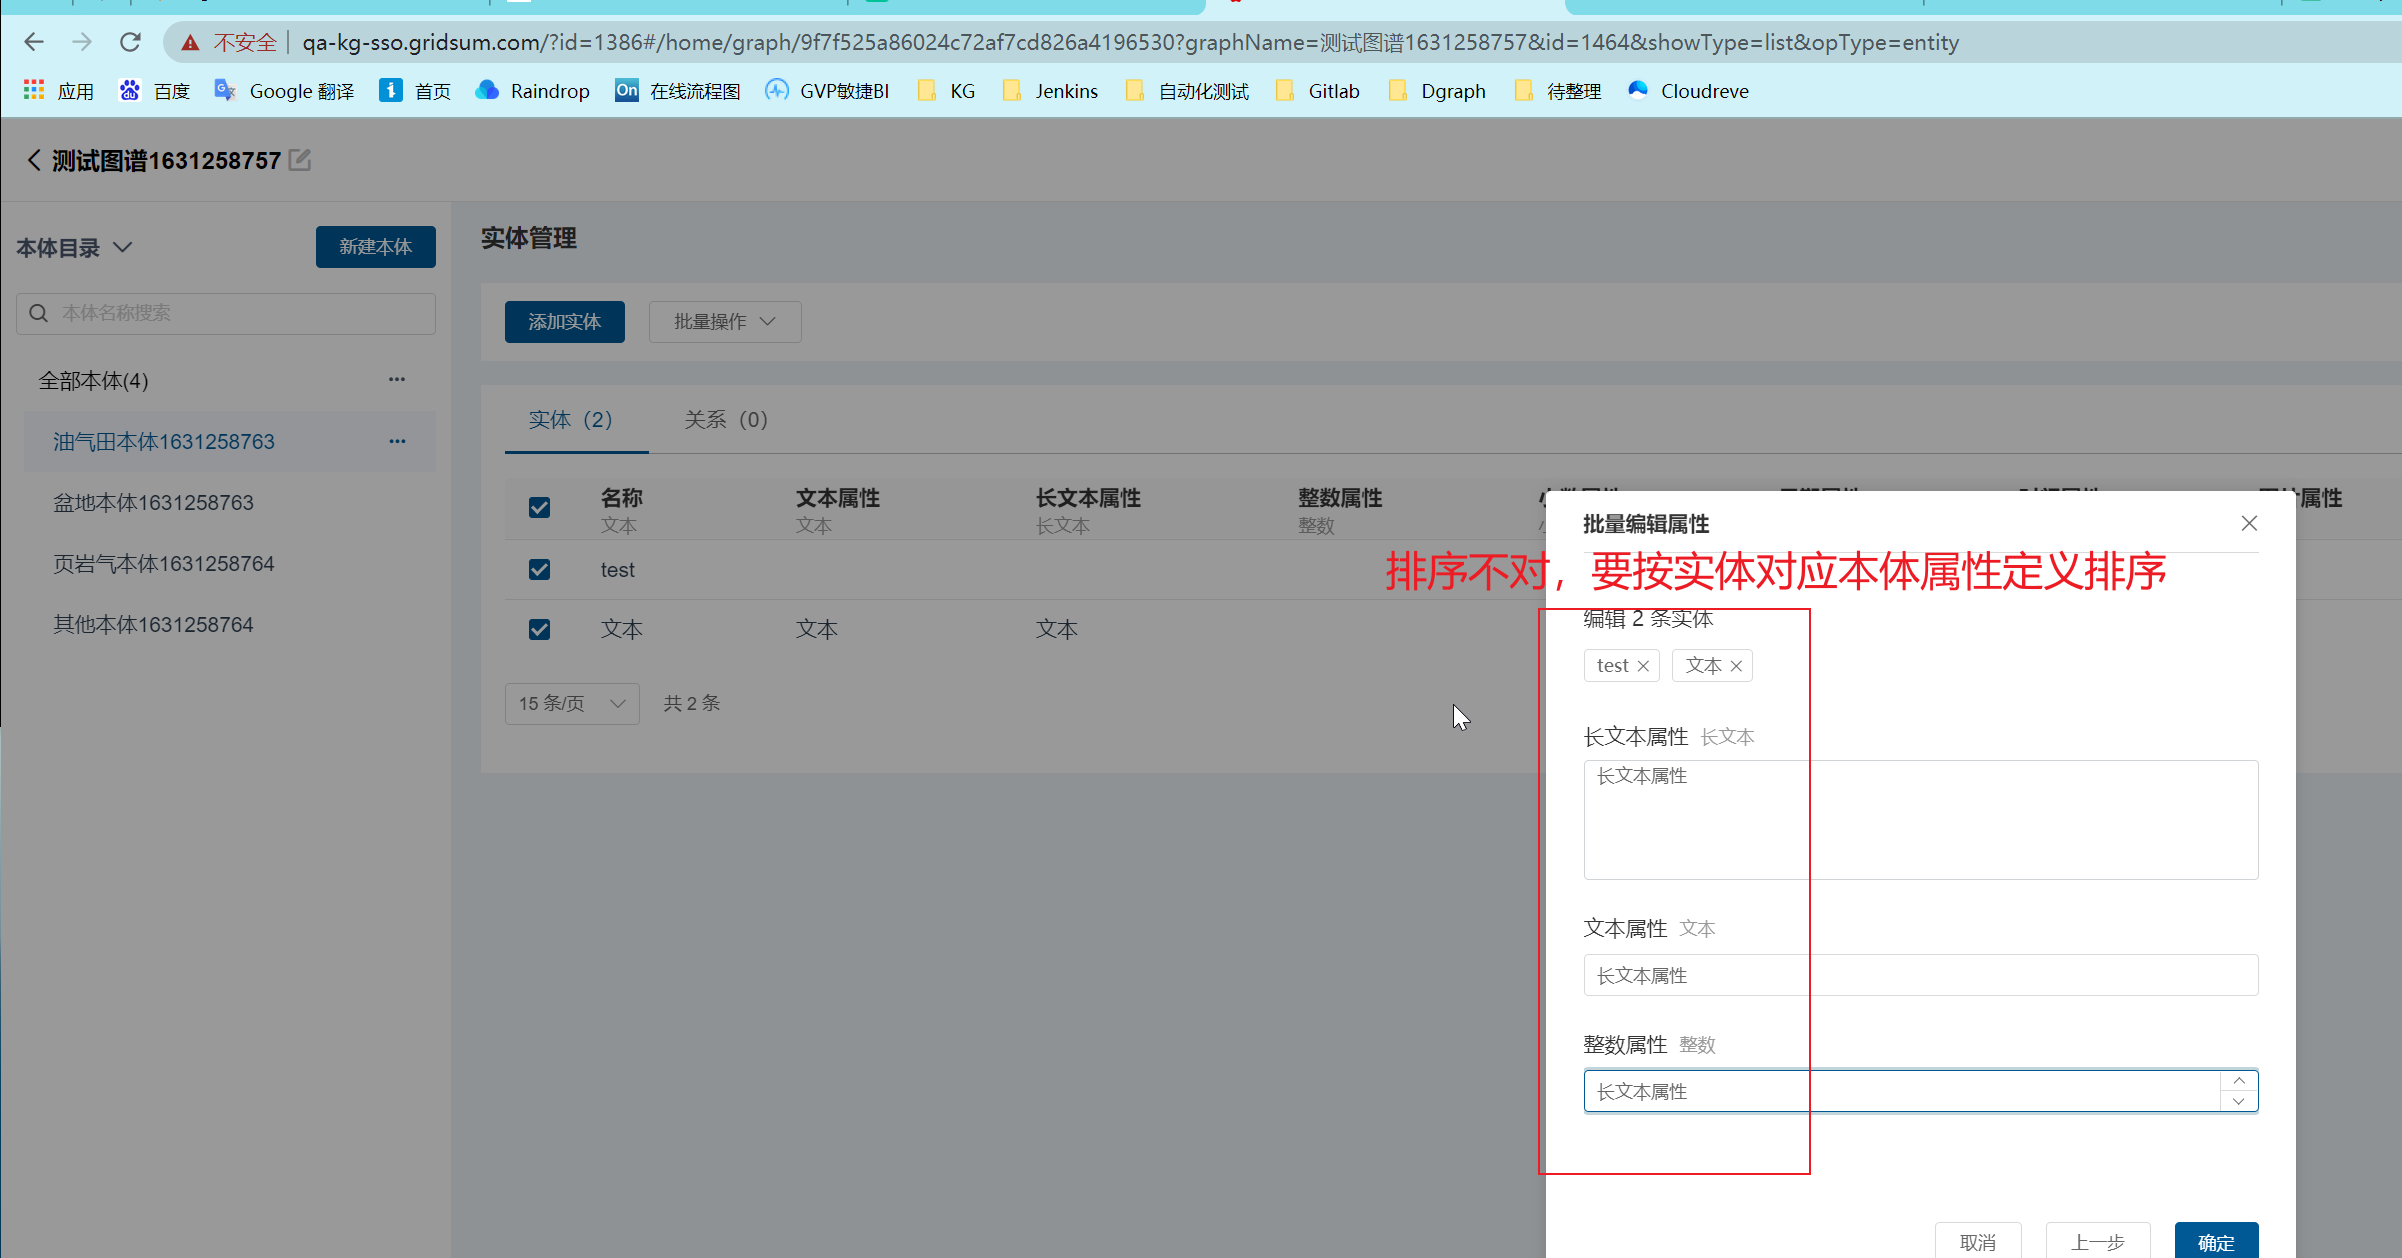 不安全 qa-kg-sso.gridsum.com/?id=1386#/home/graph/9f7f525a86024c72af7cd826a4196530?graphName=测试图谱1631258757&id=1464&showType=list&opType=entity
应用 百度 Google 翻译 首页 Raindrop On 在线流程图 GVP敏捷BI KG Jenkins 自动化测试 Gitlab Dgraph 待整理 Cloudreve
测试图谱1631258757
本体目录 新建本体
本体名称搜索
全部本体(4)
油气田本体1631258763
盆地本体1631258763
页岩气本体1631258764
其他本体1631258764
实体管理
添加实体 批量操作
实体（2） 关系（0）
名称 文本属性 长文本属性 整数属性
文本 文本 长文本 整数
test
文本 文本 文本
15 条/页 共 2 条
批量编辑属性
排序不对，要按实体对应本体属性定义排序
编辑 2 条实体
test 文本
长文本属性 长文本
长文本属性
文本属性 文本
长文本属性
整数属性 整数
长文本属性
取消 上一步 确定